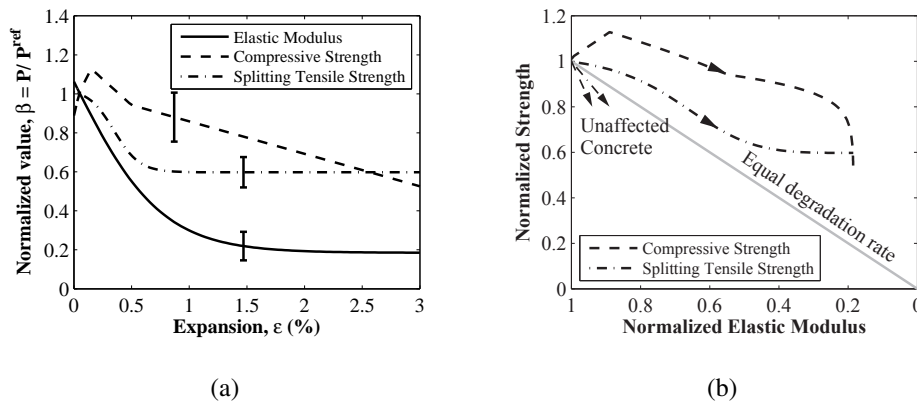 (a)
1.4
1.2
1
0.8
0.6
0.4
0.2
0
Normalized value, β = P/ P^ref
Elastic Modulus
Compressive Strength
Splitting Tensile Strength
0 0.5 1 1.5 2 2.5 3
Expansion, ε (%)
(a)
(b)
1.2
1
0.8
0.6
0.4
0.2
0
Normalized Strength
Unaffected
Concrete
Equal degradation rate
Compressive Strength
Splitting Tensile Strength
1 0.8 0.6 0.4 0.2 0
Normalized Elastic Modulus
(b)